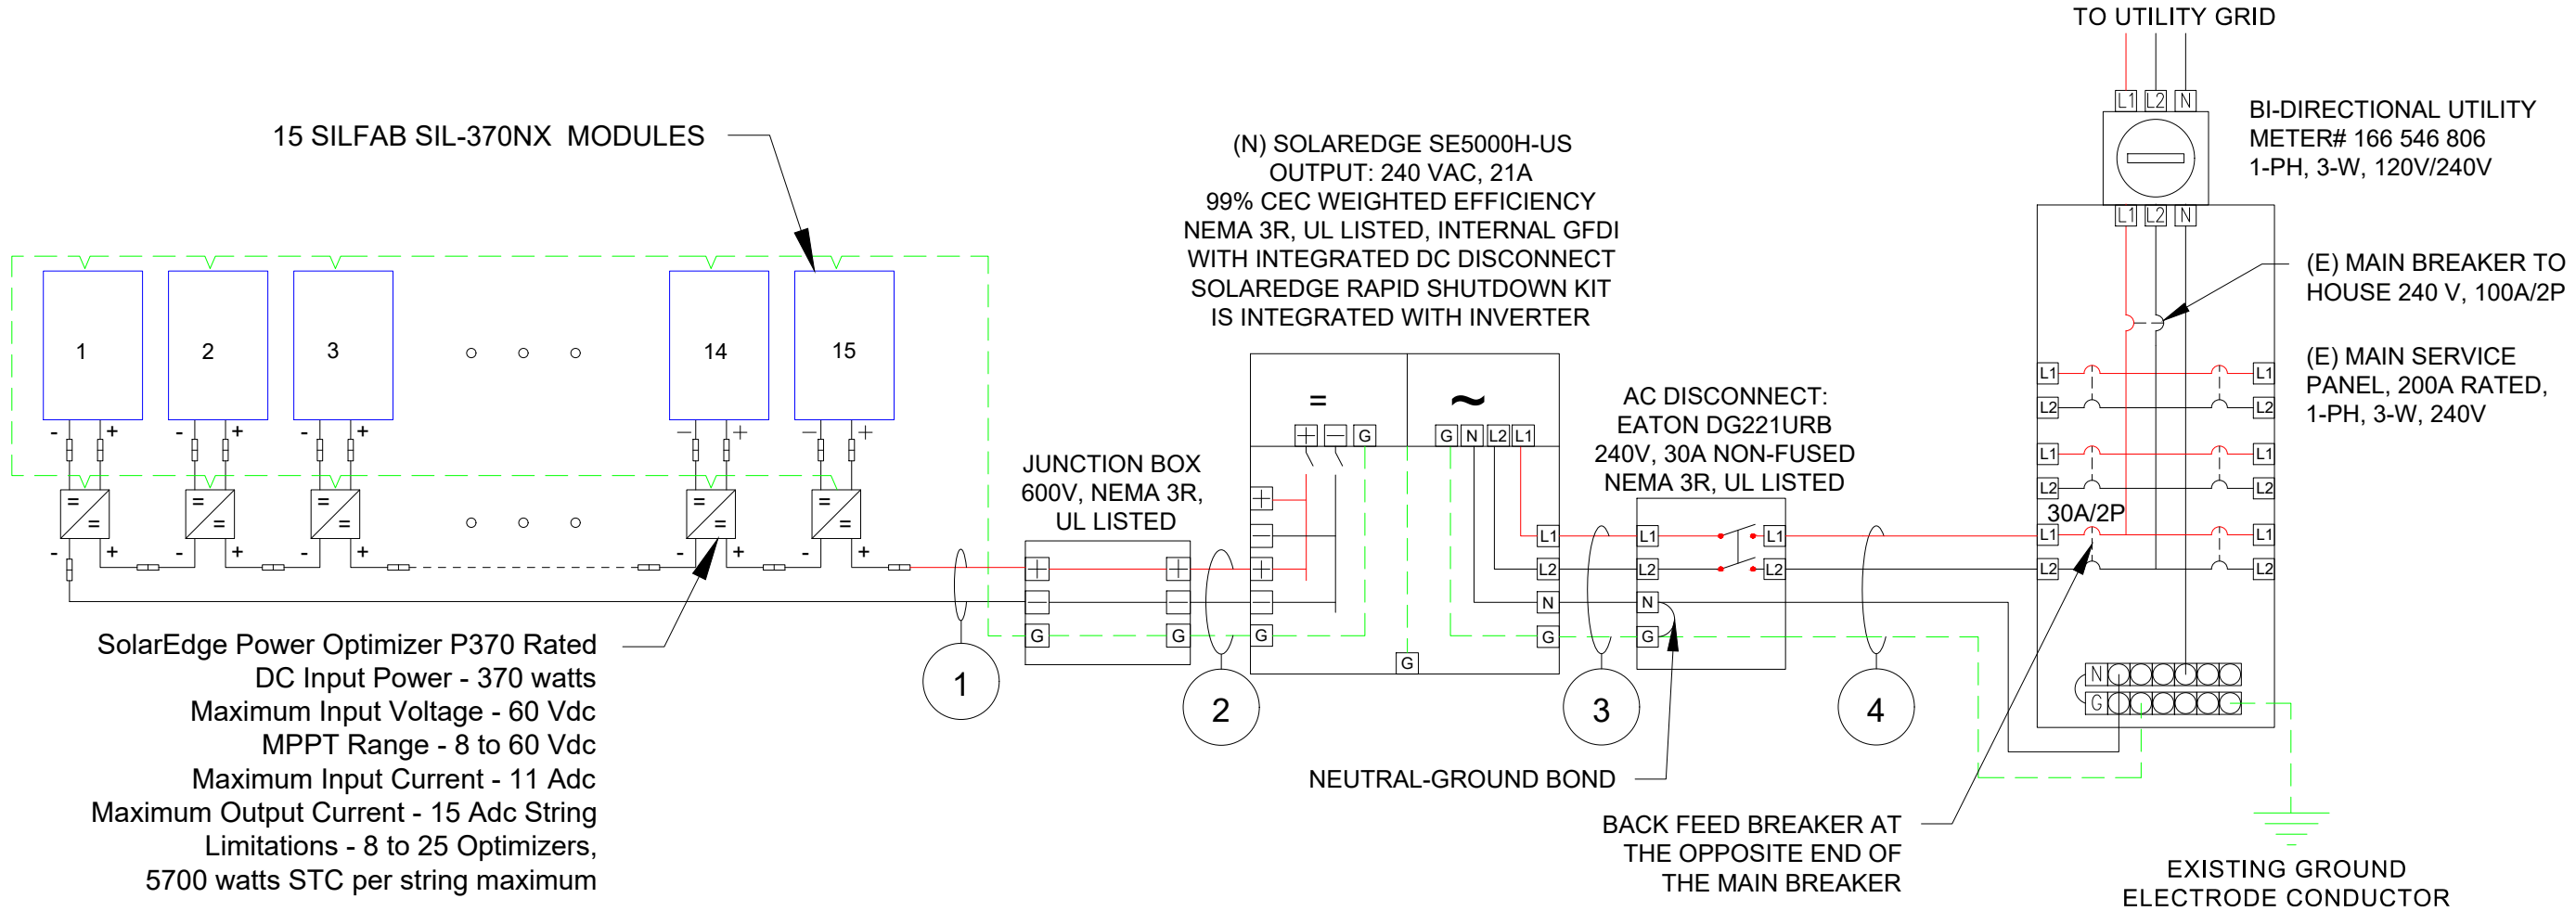 TO UTILITY GRID
L1 L2 N
BI-DIRECTIONAL UTILITY
METER# 166 546 806
1-PH, 3-W, 120V/240V
L1 L2 N
15 SILFAB SIL-370NX MODULES
(N) SOLAREDGE SE5000H-US
OUTPUT: 240 VAC, 21A
99% CEC WEIGHTED EFFICIENCY
NEMA 3R, UL LISTED, INTERNAL GFDI
WITH INTEGRATED DC DISCONNECT
SOLAREDGE RAPID SHUTDOWN KIT
IS INTEGRATED WITH INVERTER
(E) MAIN BREAKER TO
HOUSE 240 V, 100A/2P
(E) MAIN SERVICE
PANEL, 200A RATED,
1-PH, 3-W, 240V
1 2 3 14 15
- + - + - + - + - +
= = = = = = = = = =
- + - + - + - + - +
JUNCTION BOX
600V, NEMA 3R,
UL LISTED
+ +
- -
G G
= ~
+ - G G N L2 L1
+
-
+
-
G
L1
L2
N
G
G
AC DISCONNECT:
EATON DG221URB
240V, 30A NON-FUSED
NEMA 3R, UL LISTED
L1 L1
L2 L2
N
G
L1 L1
L2 L2
L1 L1
L2 L2
30A/2P
L1 L1
L2 L2
N
G
1
2
3
4
SolarEdge Power Optimizer P370 Rated
DC Input Power - 370 watts
Maximum Input Voltage - 60 Vdc
MPPT Range - 8 to 60 Vdc
Maximum Input Current - 11 Adc
Maximum Output Current - 15 Adc String
Limitations - 8 to 25 Optimizers,
5700 watts STC per string maximum
NEUTRAL-GROUND BOND
BACK FEED BREAKER AT
THE OPPOSITE END OF
THE MAIN BREAKER
EXISTING GROUND
ELECTRODE CONDUCTOR